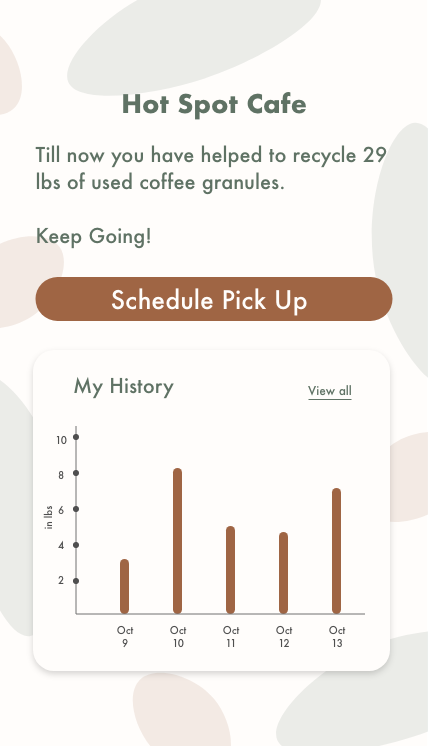 Hot Spot Cafe
Till now you have helped to recycle 29
lbs of used coffee granules.
Keep Going!
Schedule Pick Up
My History
View all
in lbs
10
8
6
4
2
Oct
9
Oct
10
Oct
11
Oct
12
Oct
13